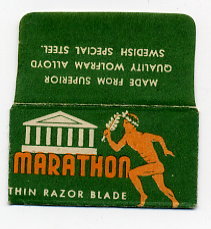 MADE FROM SUPERIOR
QUALITY WOLFRAM ALLOYD
SWEDISH SPECIAL STEEL.
MARATHON
THIN RAZOR BLADE